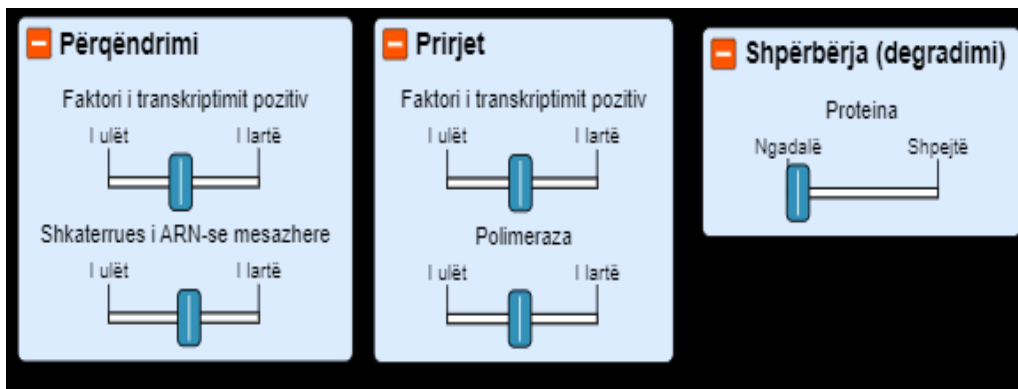 Përqëndrimi
Faktori i transkriptimit pozitiv
I ulët I lartë
Shkaterrues i ARN-se mesazhere
I ulët I lartë
Prirjet
Faktori i transkriptimit pozitiv
I ulët I lartë
Polimeraza
I ulët I lartë
Shpërbërja (degradimi)
Proteina
Ngadalë Shpejtë